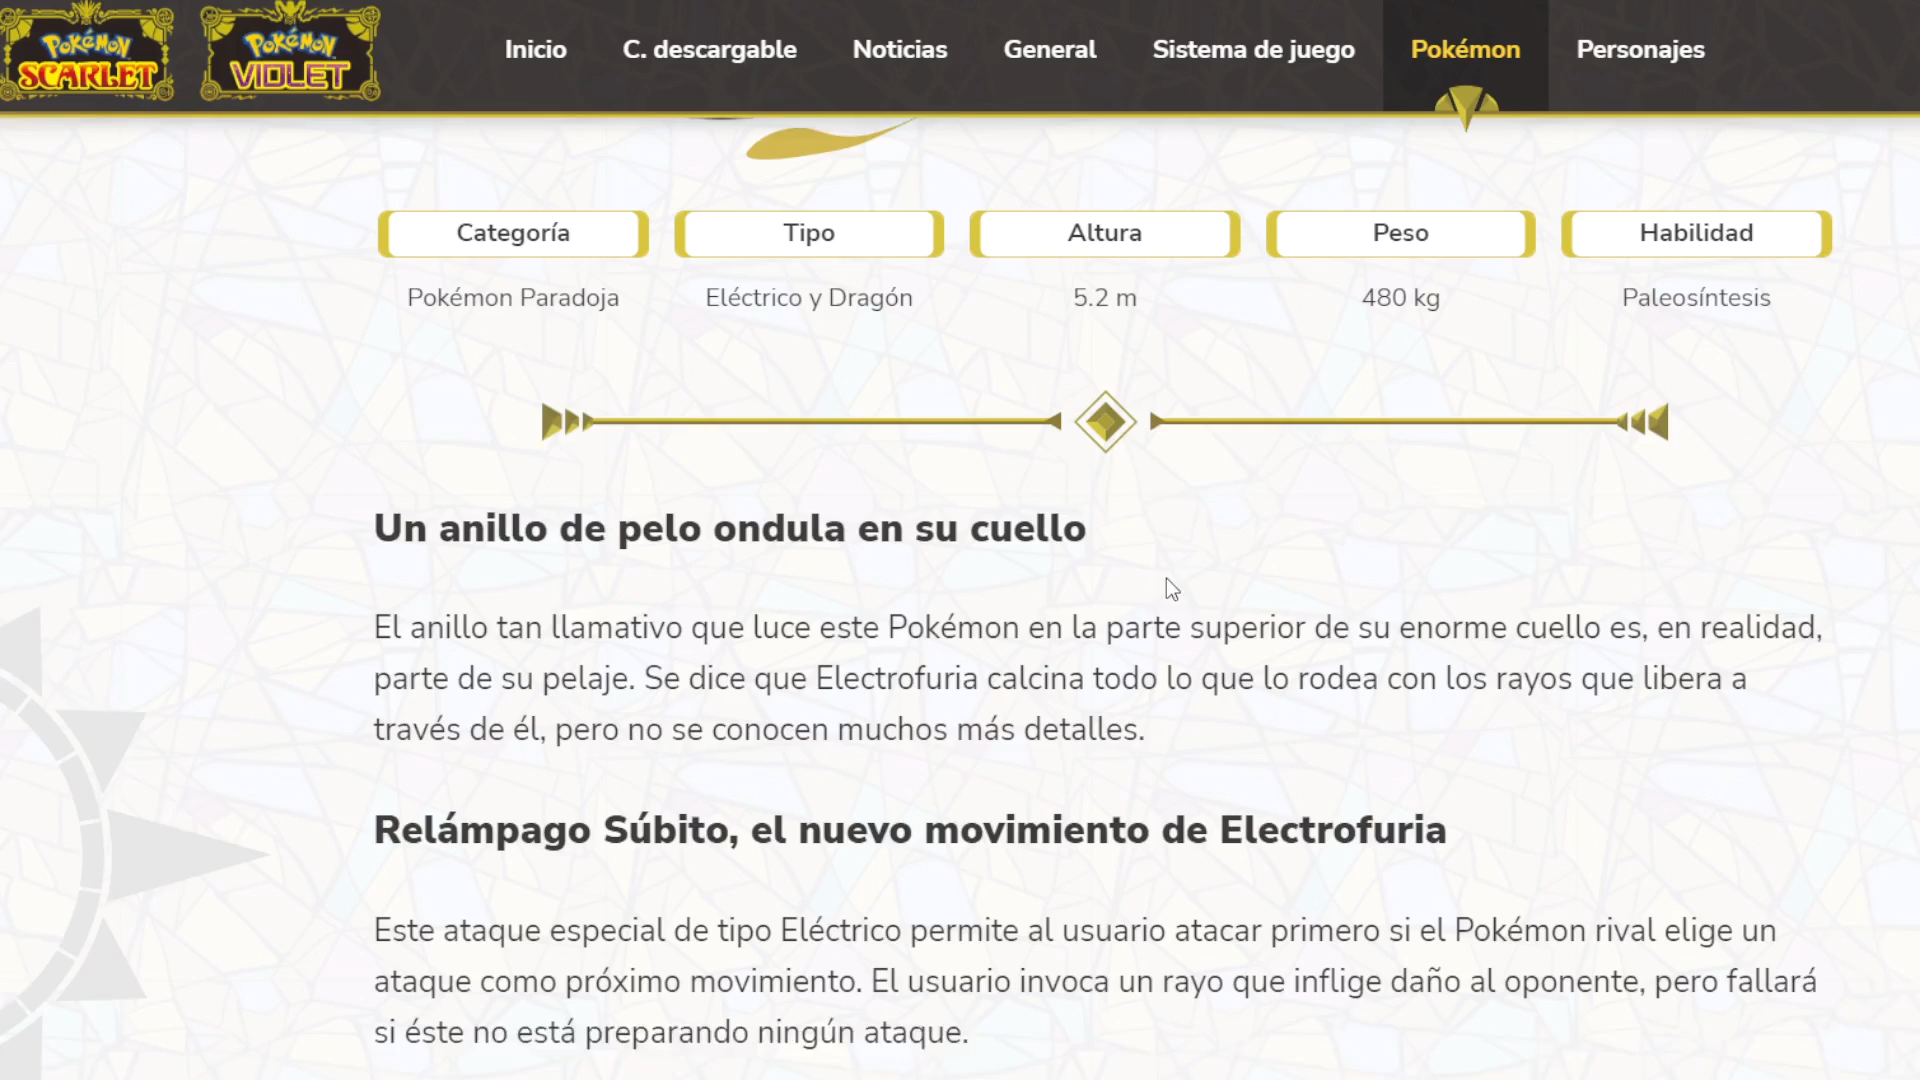 POKéMON
SCARLET
POKéMON
VIOLET
Inicio
C. descargable
Noticias
General
Sistema de juego
Pokémon
Personajes
Categoría
Tipo
Altura
Peso
Habilidad
Pokémon Paradoja
Eléctrico y Dragón
5.2 m
480 kg
Paleosíntesis
Un anillo de pelo ondula en su cuello
El anillo tan llamativo que luce este Pokémon en la parte superior de su enorme cuello es, en realidad,
parte de su pelaje. Se dice que Electrofuria calcina todo lo que lo rodea con los rayos que libera a
través de él, pero no se conocen muchos más detalles.
Relámpago Súbito, el nuevo movimiento de Electrofuria
Este ataque especial de tipo Eléctrico permite al usuario atacar primero si el Pokémon rival elige un
ataque como próximo movimiento. El usuario invoca un rayo que inflige daño al oponente, pero fallará
si éste no está preparando ningún ataque.